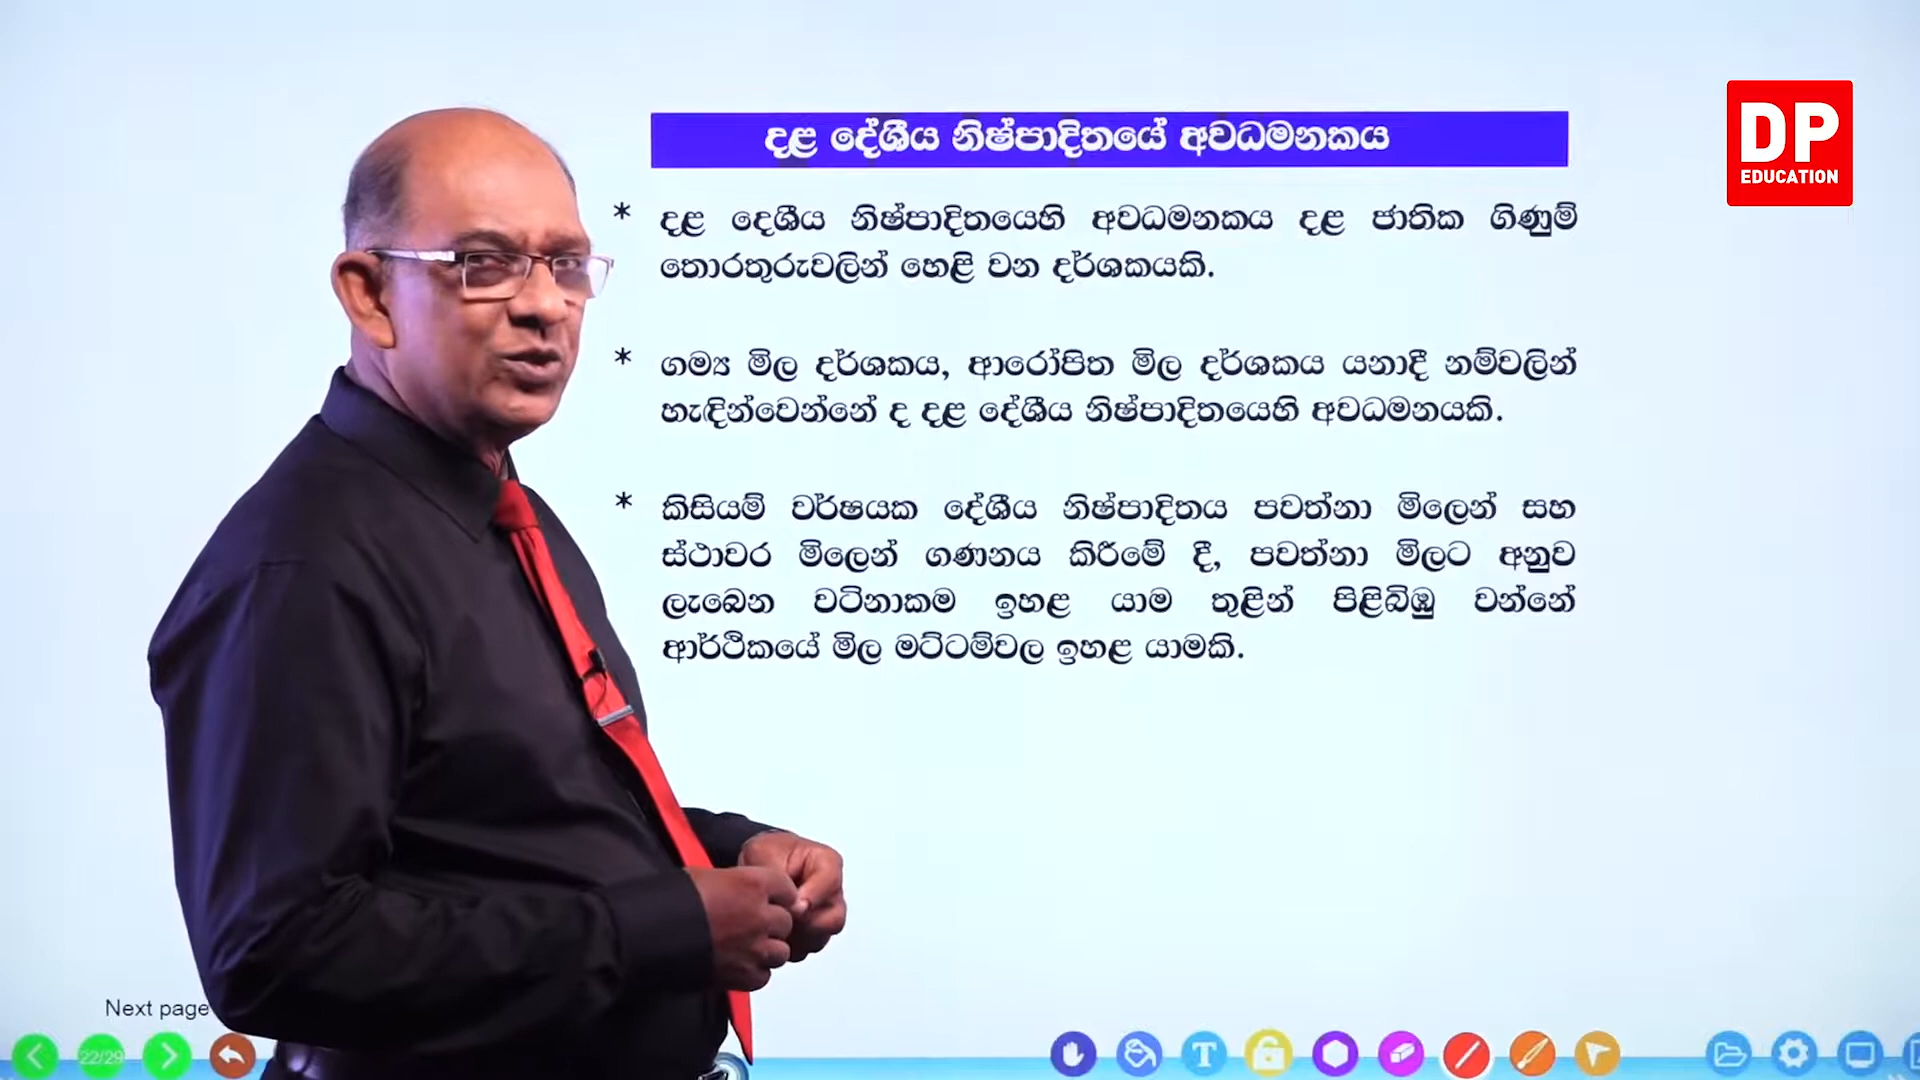 දළ දේශීය නිෂ්පාදිතයේ අවධමනකය
DP
EDUCATION
* දළ දෙශීය නිෂ්පාදිතයෙහි අවධමනකය දළ ජාතික ගිණුම්
තොරතුරුවලින් හෙළි වන දර්ශකයකි.
* ගම්‍ය මිල දර්ශකය, ආරෝපිත මිල දර්ශකය යනාදී නම්වලින්
හැඳින්වෙන්නේ ද දළ දේශීය නිෂ්පාදිතයෙහි අවධමනයකි.
* කිසියම් වර්ෂයක දේශීය නිෂ්පාදිතය පවත්නා මිලෙන් සහ
ස්ථාවර මිලෙන් ගණනය කිරීමේ දී, පවත්නා මිලට අනුව
ලැබෙන වටිනාකම ඉහළ යාම තුළින් පිළිබිඹු වන්නේ
ආර්ථිකයේ මිල මට්ටම්වල ඉහළ යාමකි.
Next page
22/29